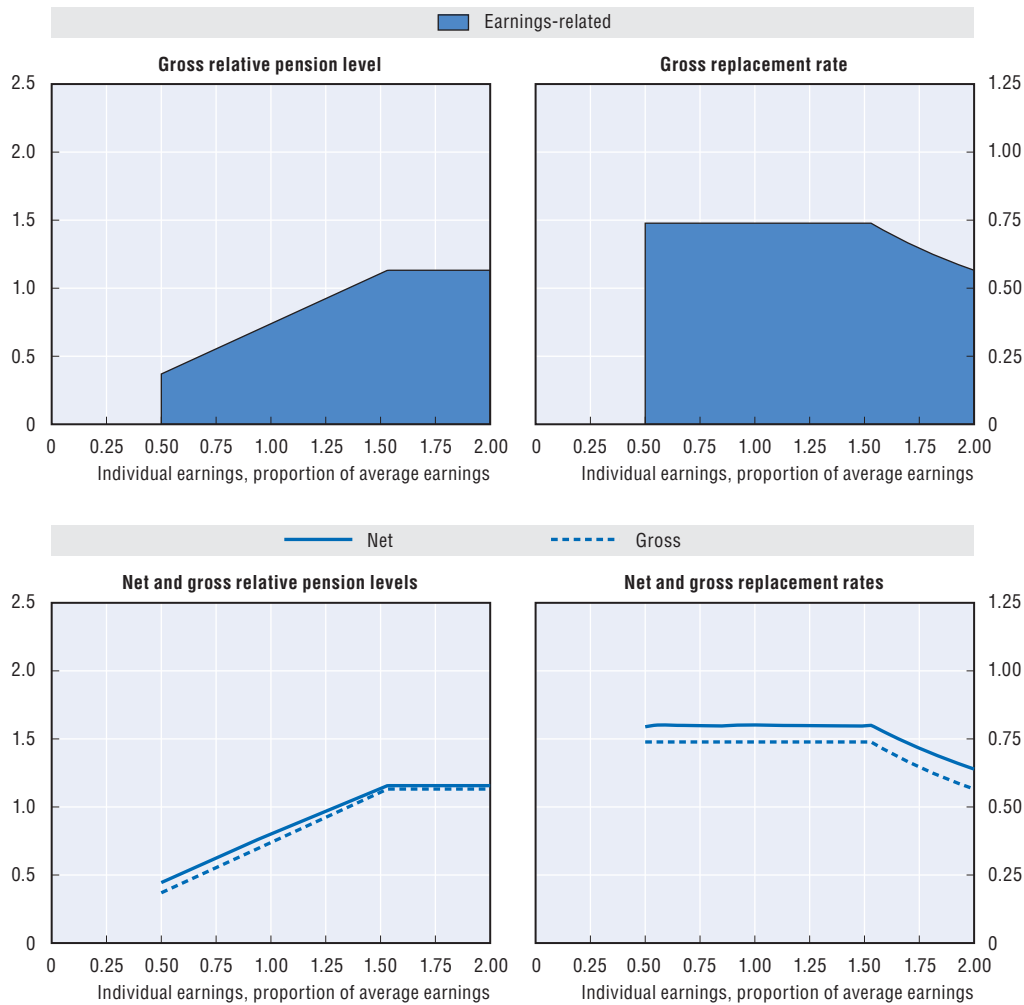 Earnings-related
Gross relative pension level
2.5
2.0
1.5
1.0
0.5
0
0 0.25 0.50 0.75 1.00 1.25 1.50 1.75 2.00
Individual earnings, proportion of average earnings
Gross replacement rate
1.25
1.00
0.75
0.50
0.25
0
0 0.25 0.50 0.75 1.00 1.25 1.50 1.75 2.00
Individual earnings, proportion of average earnings
Net Gross
Net and gross relative pension levels
2.5
2.0
1.5
1.0
0.5
0
0 0.25 0.50 0.75 1.00 1.25 1.50 1.75 2.00
Individual earnings, proportion of average earnings
Net and gross replacement rates
1.25
1.00
0.75
0.50
0.25
0
0 0.25 0.50 0.75 1.00 1.25 1.50 1.75 2.00
Individual earnings, proportion of average earnings